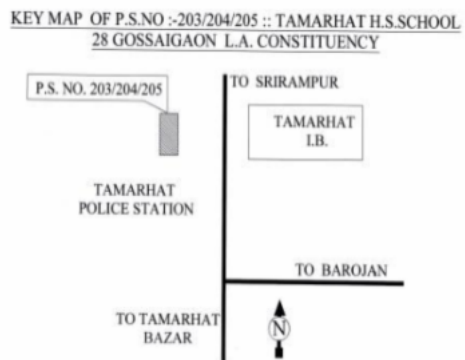 KEY MAP OF P.S.NO :-203/204/205 :: TAMARHAT H.S.SCHOOL
28 GOSSAIGAON L.A. CONSTITUENCY
TO SRIRAMPUR
P.S. NO. 203/204/205
TAMARHAT
I.B.
TAMARHAT
POLICE STATION
TO BAROJAN
TO TAMARHAT
BAZAR
N